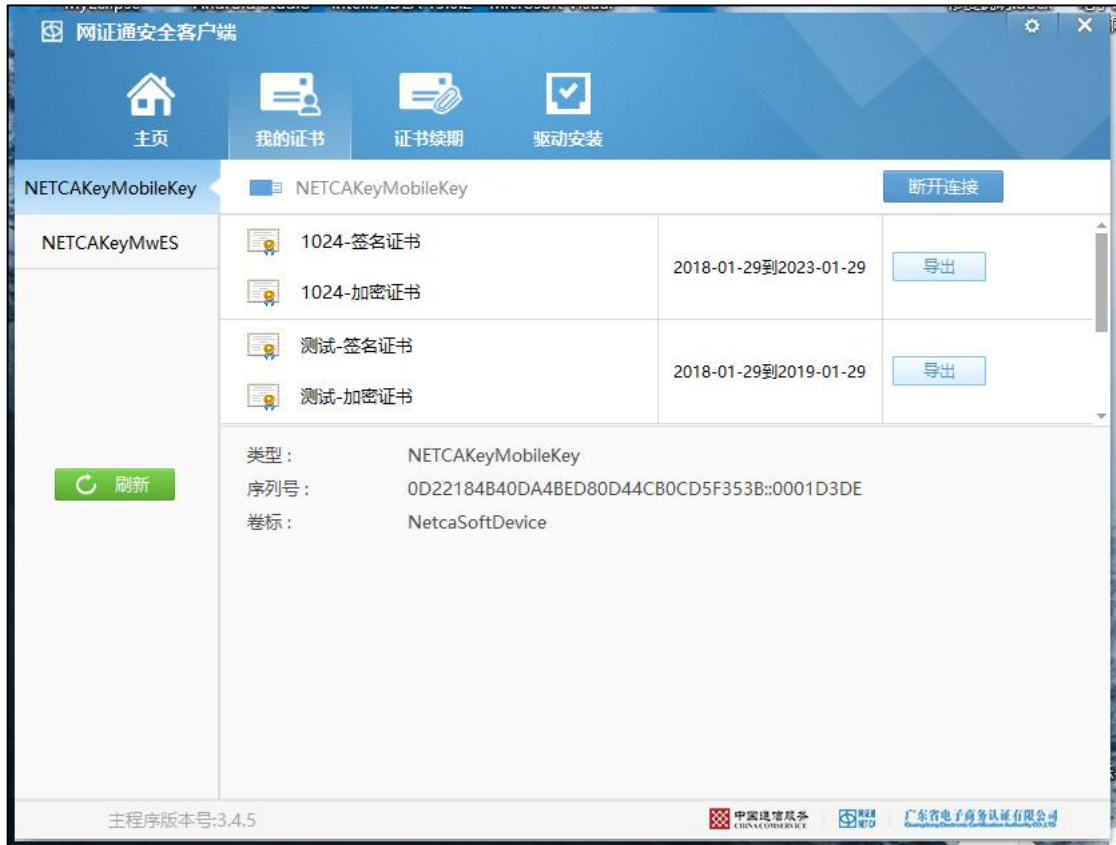 网证通安全客户端
主页
我的证书
证书续期
驱动安装
NETCAKeyMobileKey
NETCAKeyMwES
刷新
NETCAKeyMobileKey
断开连接
1024-签名证书
1024-加密证书
2018-01-29到2023-01-29
导出
测试-签名证书
测试-加密证书
2018-01-29到2019-01-29
导出
类型： NETCAKeyMobileKey
序列号： 0D22184B40DA4BED80D44CB0CD5F353B::0001D3DE
卷标： NetcaSoftDevice
主程序版本号:3.4.5
中国通信服务
CHINA COMSERVICE
网证通
NETCA
广东省电子商务认证有限公司